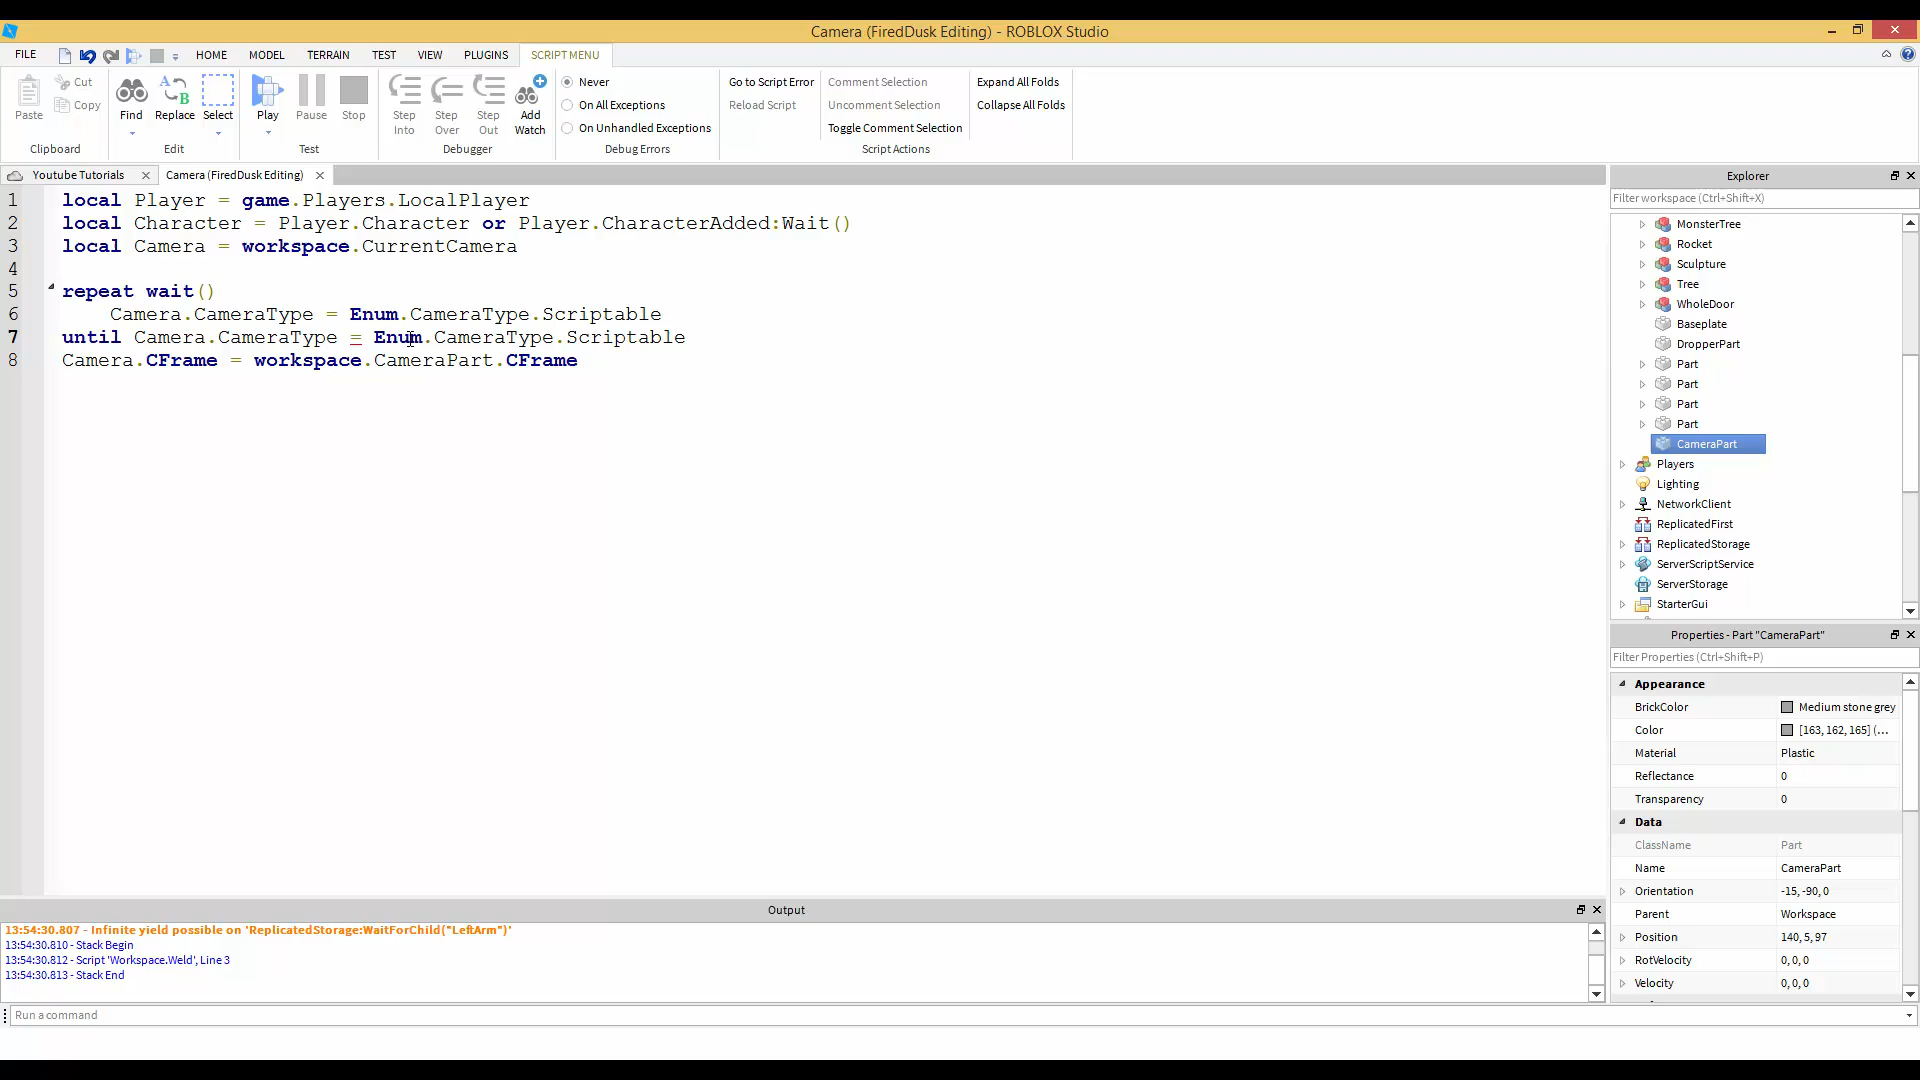 Camera (FiredDusk Editing) - ROBLOX Studio
FILE HOME MODEL TERRAIN TEST VIEW PLUGINS SCRIPT MENU
Paste
Cut
Copy
Clipboard
Find
Replace
Select
Edit
Play
Pause
Stop
Test
Step Into
Step Over
Step Out
Add Watch
Debugger
Never
On All Exceptions
On Unhandled Exceptions
Debug Errors
Go to Script Error
Reload Script
Comment Selection
Uncomment Selection
Toggle Comment Selection
Script Actions
Expand All Folds
Collapse All Folds
Youtube Tutorials
Camera (FiredDusk Editing)
1 local Player = game.Players.LocalPlayer
2 local Character = Player.Character or Player.CharacterAdded:Wait()
3 local Camera = workspace.CurrentCamera
4
5 repeat wait()
6 Camera.CameraType = Enum.CameraType.Scriptable
7 until Camera.CameraType = Enum.CameraType.Scriptable
8 Camera.CFrame = workspace.CameraPart.CFrame
Output
13:54:30.807 - Infinite yield possible on 'ReplicatedStorage:WaitForChild("LeftArm")'
13:54:30.810 - Stack Begin
13:54:30.812 - Script 'Workspace.Weld', Line 3
13:54:30.813 - Stack End
Run a command
Explorer
Filter workspace (Ctrl+Shift+X)
MonsterTree
Rocket
Sculpture
Tree
WholeDoor
Baseplate
DropperPart
Part
Part
Part
Part
CameraPart
Players
Lighting
NetworkClient
ReplicatedFirst
ReplicatedStorage
ServerScriptService
ServerStorage
StarterGui
Properties - Part "CameraPart"
Filter Properties (Ctrl+Shift+P)
Appearance
BrickColor Medium stone grey
Color [163, 162, 165] (...
Material Plastic
Reflectance 0
Transparency 0
Data
ClassName Part
Name CameraPart
Orientation -15, -90, 0
Parent Workspace
Position 140, 5, 97
RotVelocity 0, 0, 0
Velocity 0, 0, 0